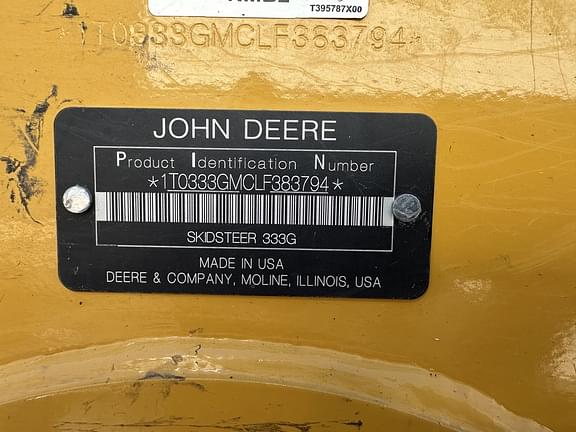 T395787X00
*1T0333GMCLF383794*
JOHN DEERE
Product Identification Number
*1T0333GMCLF383794*
SKIDSTEER 333G
MADE IN USA
DEERE & COMPANY, MOLINE, ILLINOIS, USA